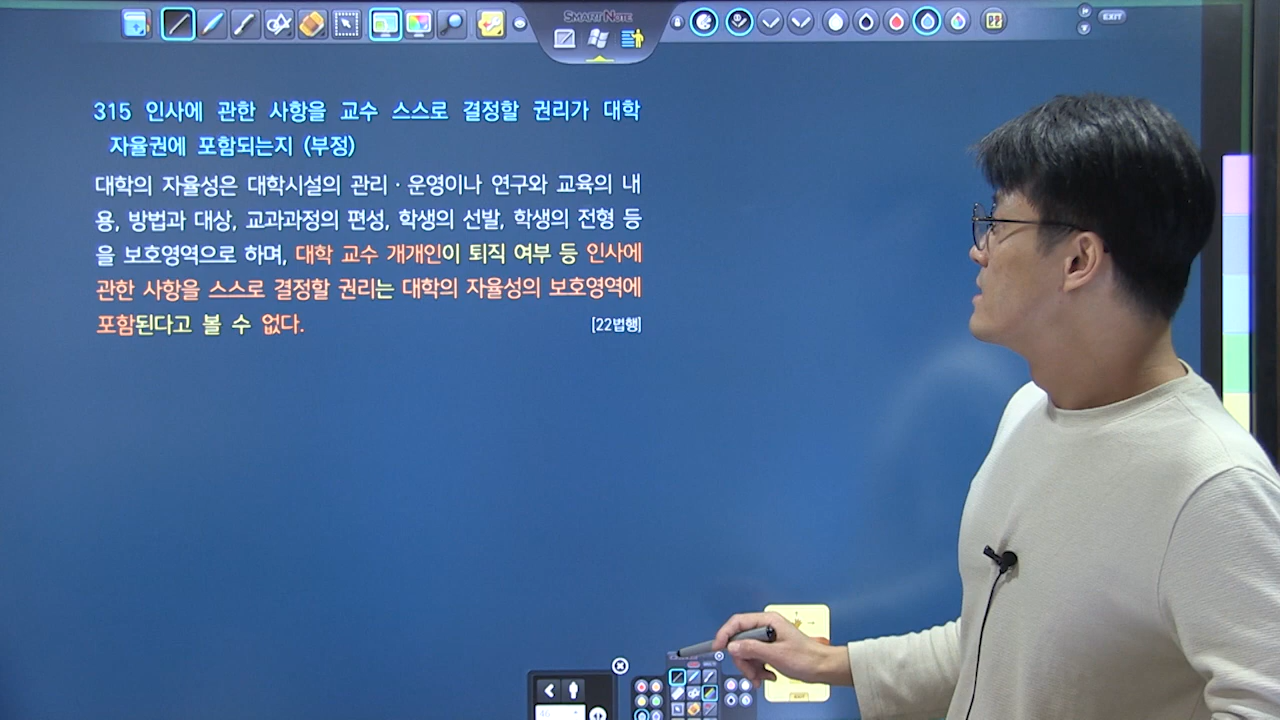 SMARTNOTE
EXIT
315 인사에 관한 사항을 교수 스스로 결정할 권리가 대학
자율권에 포함되는지 (부정)
대학의 자율성은 대학시설의 관리 · 운영이나 연구와 교육의 내
용, 방법과 대상, 교과과정의 편성, 학생의 선발, 학생의 전형 등
을 보호영역으로 하며, 대학 교수 개개인이 퇴직 여부 등 인사에
관한 사항을 스스로 결정할 권리는 대학의 자율성의 보호영역에
포함된다고 볼 수 없다.
[22법행]
EXIT